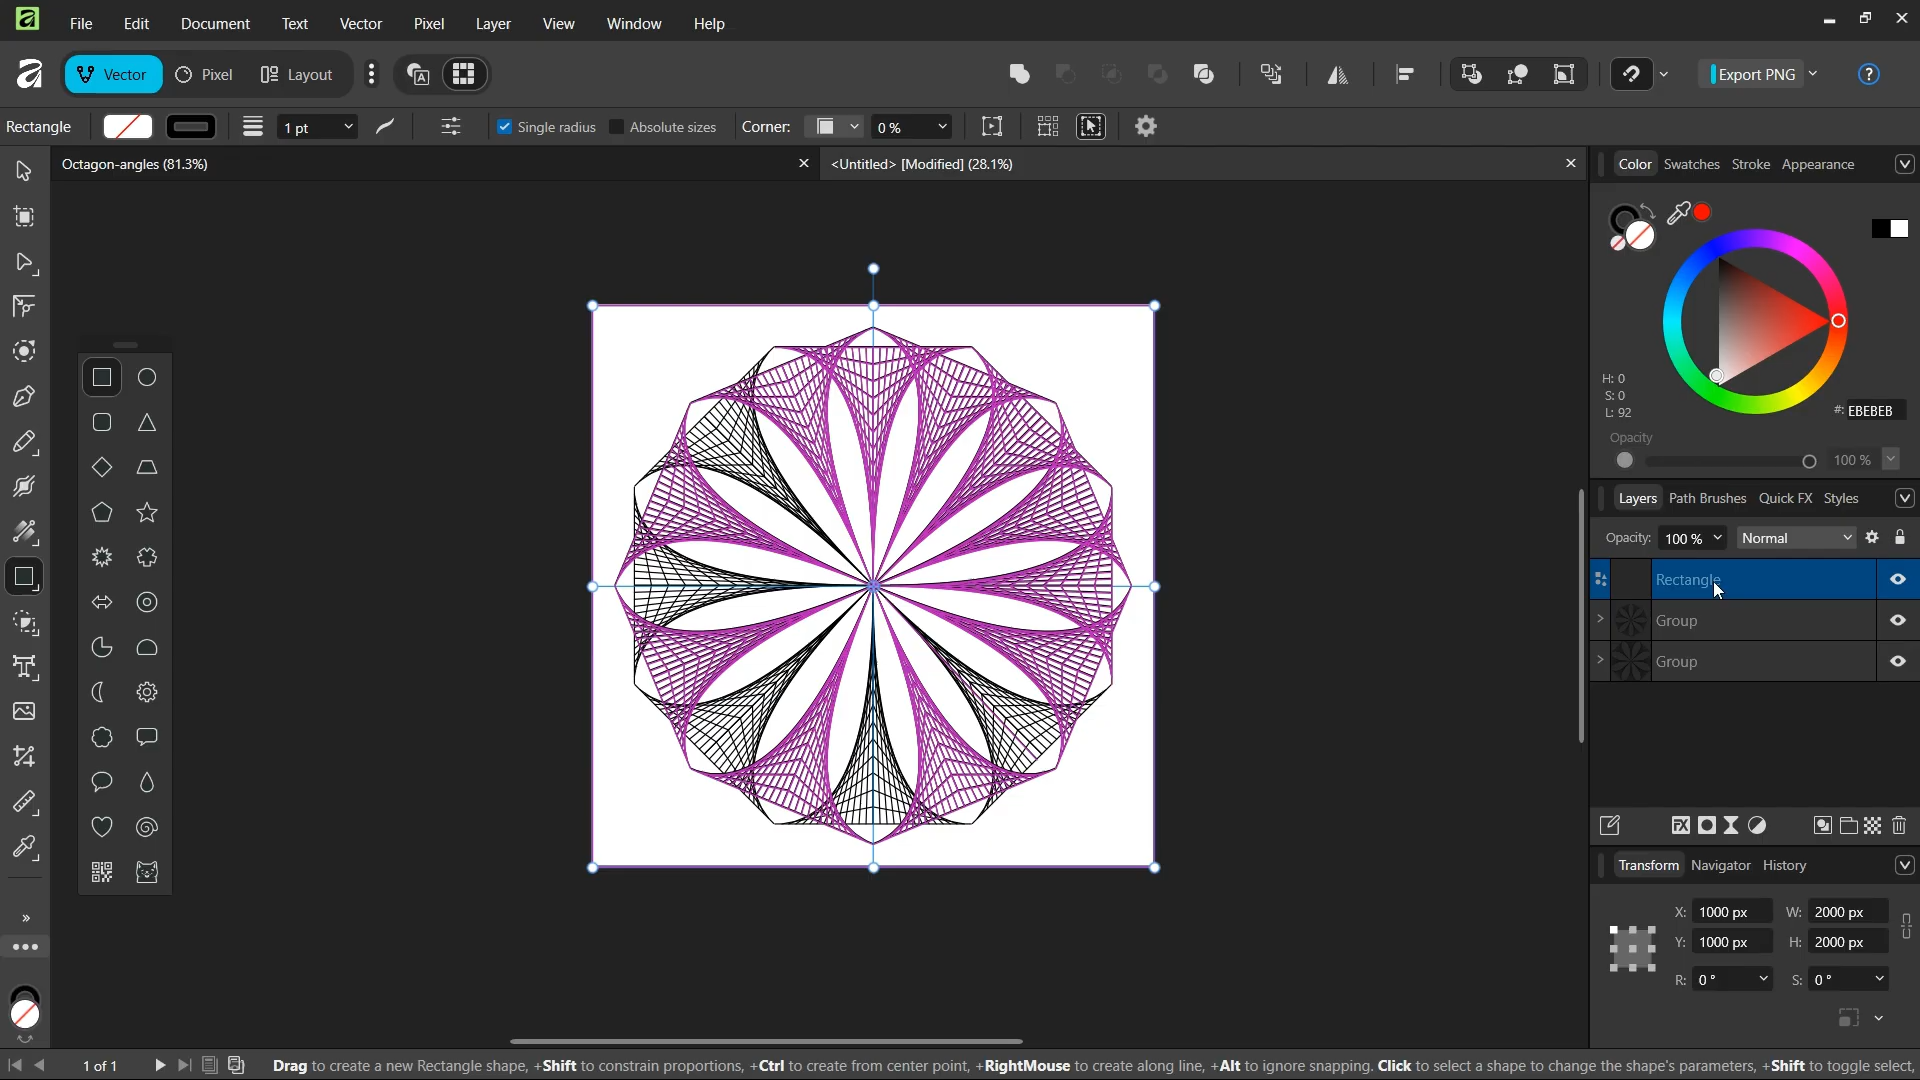 File Edit Document Text Vector Pixel Layer View Window Help
Vector Pixel Layout Export PNG
Rectangle 1 pt Single radius Absolute sizes Corner: 0 %
Octagon-angles (81.3%) <Untitled> [Modified] (28.1%)
Color Swatches Stroke Appearance
H: 0
S: 0
L: 92
#: EBEBEB
Opacity
100 %
Layers Path Brushes Quick FX Styles
Opacity: 100 % Normal
Rectangle
Group
Group
Transform Navigator History
X: 1000 px W: 2000 px
Y: 1000 px H: 2000 px
R: 0 ° S: 0 °
1 of 1 Drag to create a new Rectangle shape, +Shift to constrain proportions, +Ctrl to create from center point, +RightMouse to create along line, +Alt to ignore snapping. Click to select a shape to change the shape's parameters, +Shift to toggle select,